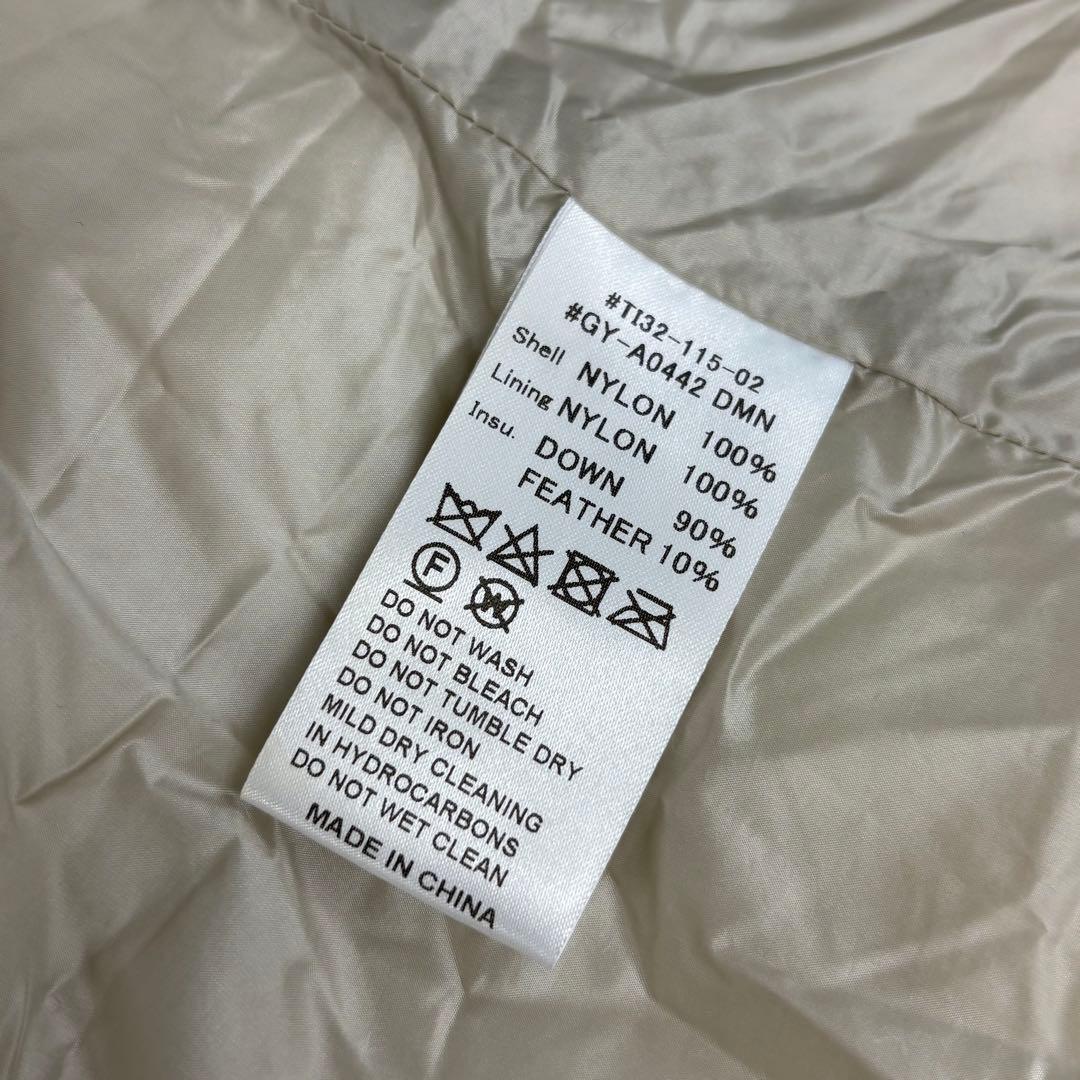 #TI32-115-02
#GY-A0442 DMN
Shell NYLON 100%
Lining NYLON 100%
Insu. DOWN 90%
FEATHER 10%
F W
DO NOT WASH
DO NOT BLEACH
DO NOT TUMBLE DRY
DO NOT IRON
MILD DRY CLEANING
IN HYDROCARBONS
DO NOT WET CLEAN
MADE IN CHINA